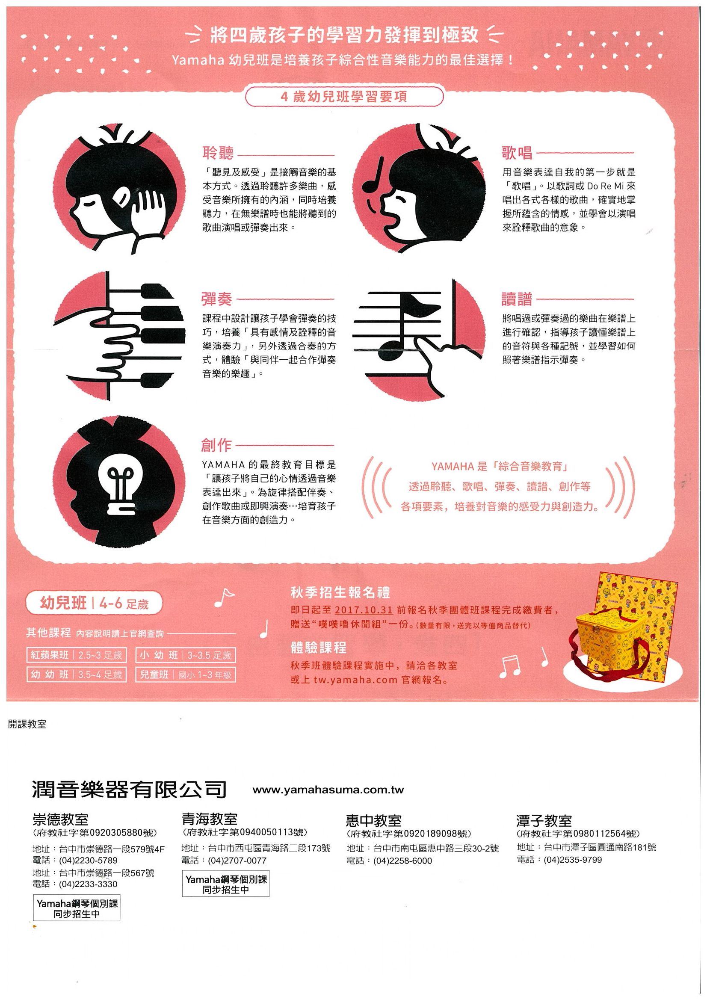 將四歲孩子的學習力發揮到極致
Yamaha 幼兒班是培養孩子綜合性音樂能力的最佳選擇！
4 歲幼兒班學習要項
聆聽
「聽見及感受」是接觸音樂的基
本方式。透過聆聽許多樂曲，感
受音樂所擁有的內涵，同時培養
聽力，在無樂譜時也能將聽到的
歌曲演唱或彈奏出來。
歌唱
用音樂表達自我的第一步就是
「歌唱」。以歌詞或 Do Re Mi 來
唱出各式各樣的歌曲，確實地掌
握所蘊含的情感，並學會以演唱
來詮釋歌曲的意象。
彈奏
課程中設計讓孩子學會彈奏的技
巧，培養「具有感情及詮釋的音
樂演奏力」，另外透過合奏的方
式，體驗「與同伴一起合作彈奏
音樂的樂趣」。
讀譜
將唱過或彈奏過的樂曲在樂譜上
進行確認，指導孩子讀懂樂譜上
的音符與各種記號，並學習如何
照著樂譜指示彈奏。
創作
YAMAHA 的最終教育目標是
「讓孩子將自己的心情透過音樂
表達出來」。為旋律搭配伴奏、
創作歌曲或即興演奏…培育孩子
在音樂方面的創造力。
YAMAHA 是「綜合音樂教育」
透過聆聽、歌唱、彈奏、讀譜、創作等
各項要素，培養對音樂的感受力與創造力。
幼兒班 | 4-6 足歲
其他課程 內容說明請上官網查詢
紅蘋果班 | 2.5~3 足歲
小幼班 | 3~3.5 足歲
幼幼班 | 3.5~4 足歲
兒童班 | 國小 1~3 年級
秋季招生報名禮
即日起至 2017.10.31 前報名秋季團體班課程完成繳費者，
贈送“噗噗嚕休閒組”一份。（數量有限，送完以等值商品替代）
體驗課程
秋季班體驗課程實施中，請洽各教室
或上 tw.yamaha.com 官網報名。
開課教室
潤音樂器有限公司 www.yamahasuma.com.tw
崇德教室
（府教社字第0920305880號）
地址：台中市崇德路一段579號4F
電話：(04)2230-5789
地址：台中市崇德路一段567號
電話：(04)2233-3330
Yamaha鋼琴個別課
同步招生中
青海教室
（府教社字第0940050113號）
地址：台中市西屯區青海路二段173號
電話：(04)2707-0077
Yamaha鋼琴個別課
同步招生中
惠中教室
（府教社字第0920189098號）
地址：台中市南屯區惠中路三段30-2號
電話：(04)2258-6000
潭子教室
（府教社字第0980112564號）
地址：台中市潭子區圓通南路181號
電話：(04)2535-9799